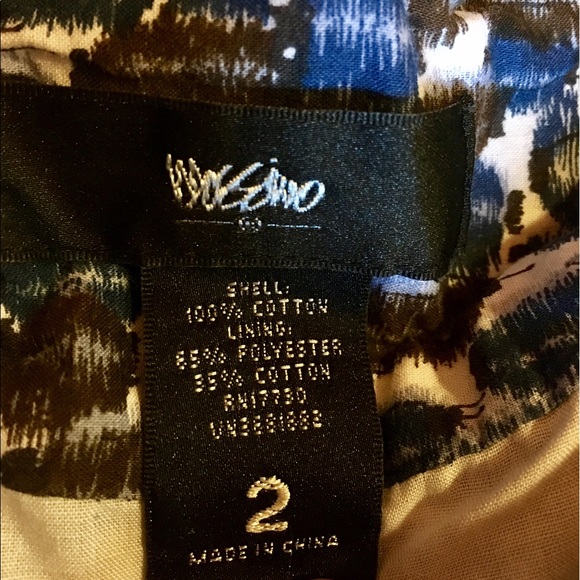 Mossimo
SHELL:
100% COTTON
LINING:
65% POLYESTER
35% COTTON
RN17730
2
MADE IN CHINA